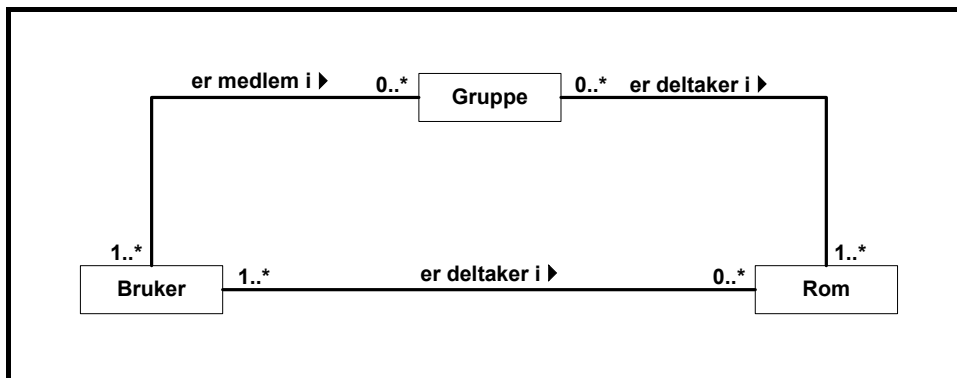 er medlem i
0..*
Gruppe
0..*
er deltaker i
1..*
1..*
Bruker
1..*
er deltaker i
0..*
Rom